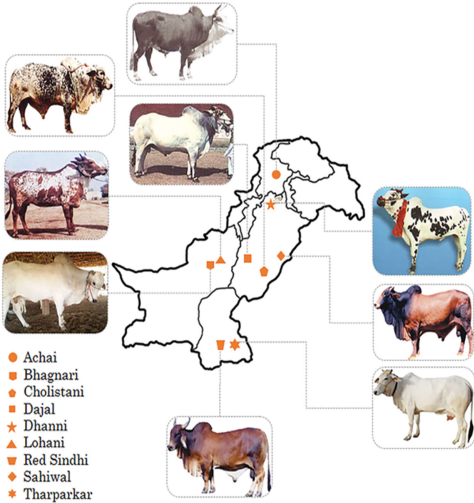 Achai
Bhagnari
Cholistani
Dajal
Dhanni
Lohani
Red Sindhi
Sahiwal
Tharparkar